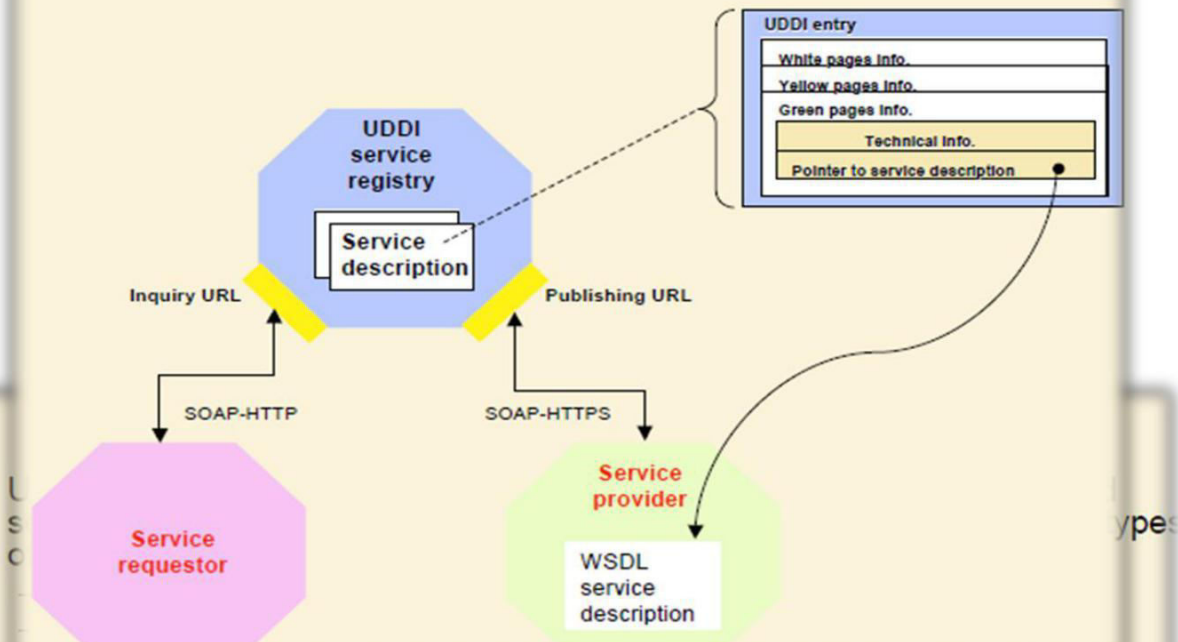 UDDI entry
White pages info.
Yellow pages info.
Green pages info.
Technical info.
Pointer to service description
UDDI
service
registry
Service
description
Inquiry URL
Publishing URL
SOAP-HTTP
SOAP-HTTPS
Service
requestor
Service
provider
WSDL
service
description